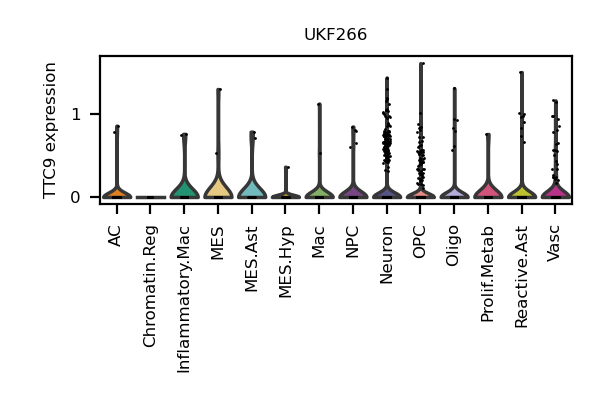 UKF266
TTC9 expression
1
0
AC
Chromatin.Reg
Inflammatory.Mac
MES
MES.Ast
MES.Hyp
Mac
NPC
Neuron
OPC
Oligo
Prolif.Metab
Reactive.Ast
Vasc